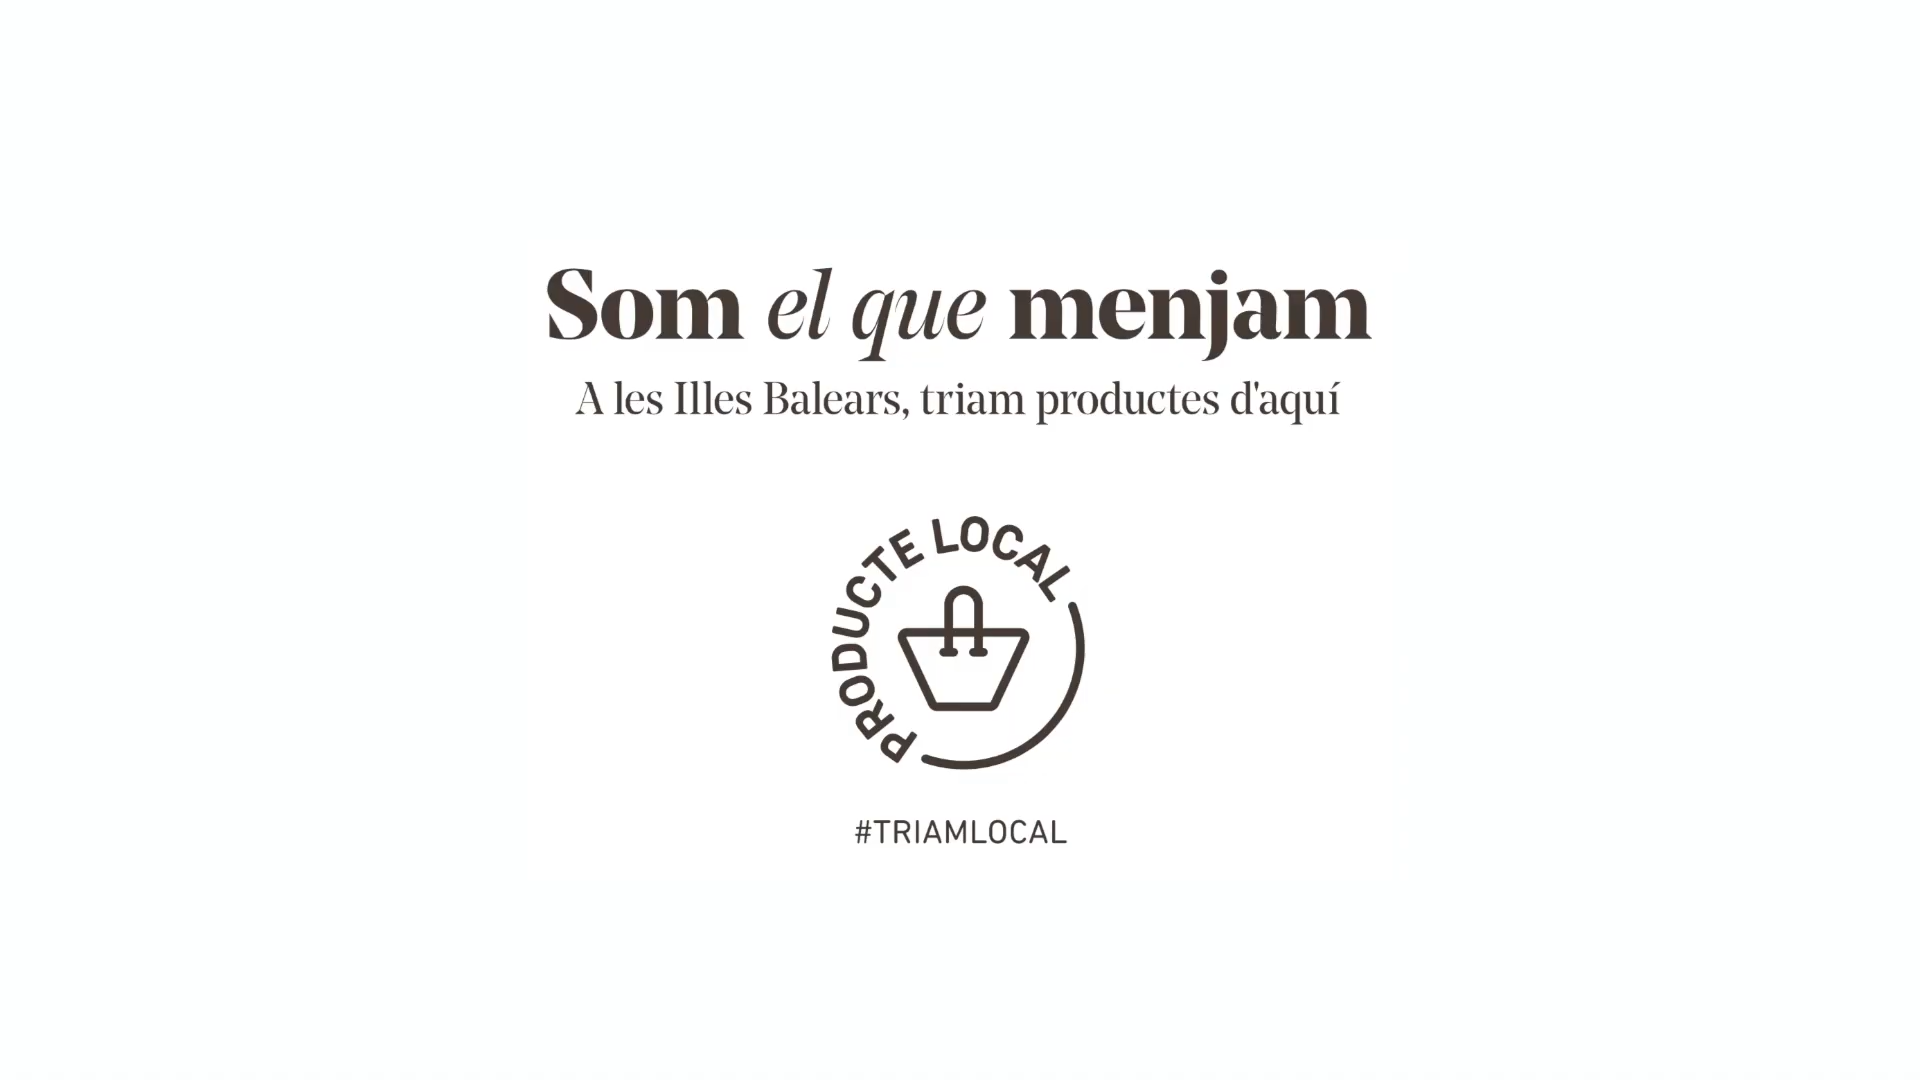 Som el que menjam
A les Illes Balears, triam productes d'aquí
PRODUCTE LOCAL
#TRIAMLOCAL